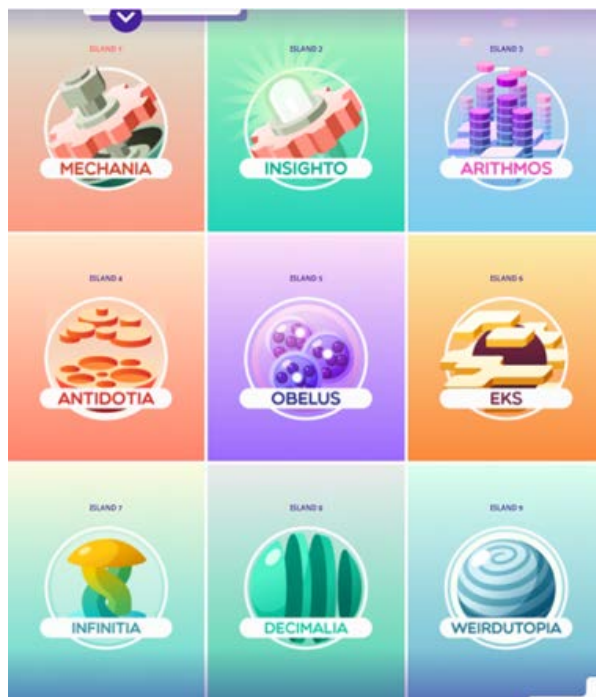 ISLAND 1
ISLAND 2
ISLAND 3
MECHANIA
INSIGHTO
ARITHMOS
ISLAND 4
ISLAND 5
ISLAND 6
ANTIDOTIA
OBELUS
EKS
ISLAND 7
ISLAND 8
ISLAND 9
INFINITIA
DECIMALIA
WEIRDUTOPIA